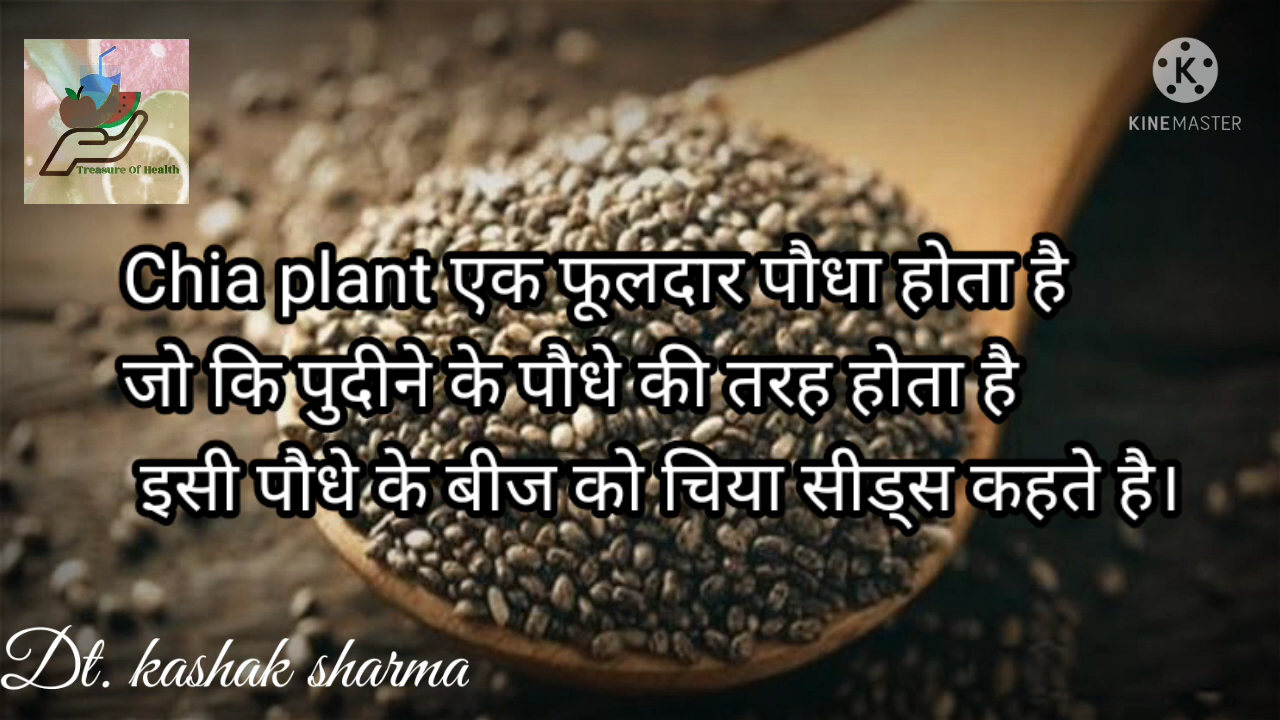 Treasure Of Health
K
KINEMASTER
Chia plant एक फूलदार पौधा होता है
जो कि पुदीने के पौधे की तरह होता है
इसी पौधे के बीज को चिया सीड्स कहते है।
Dt. kashak sharma